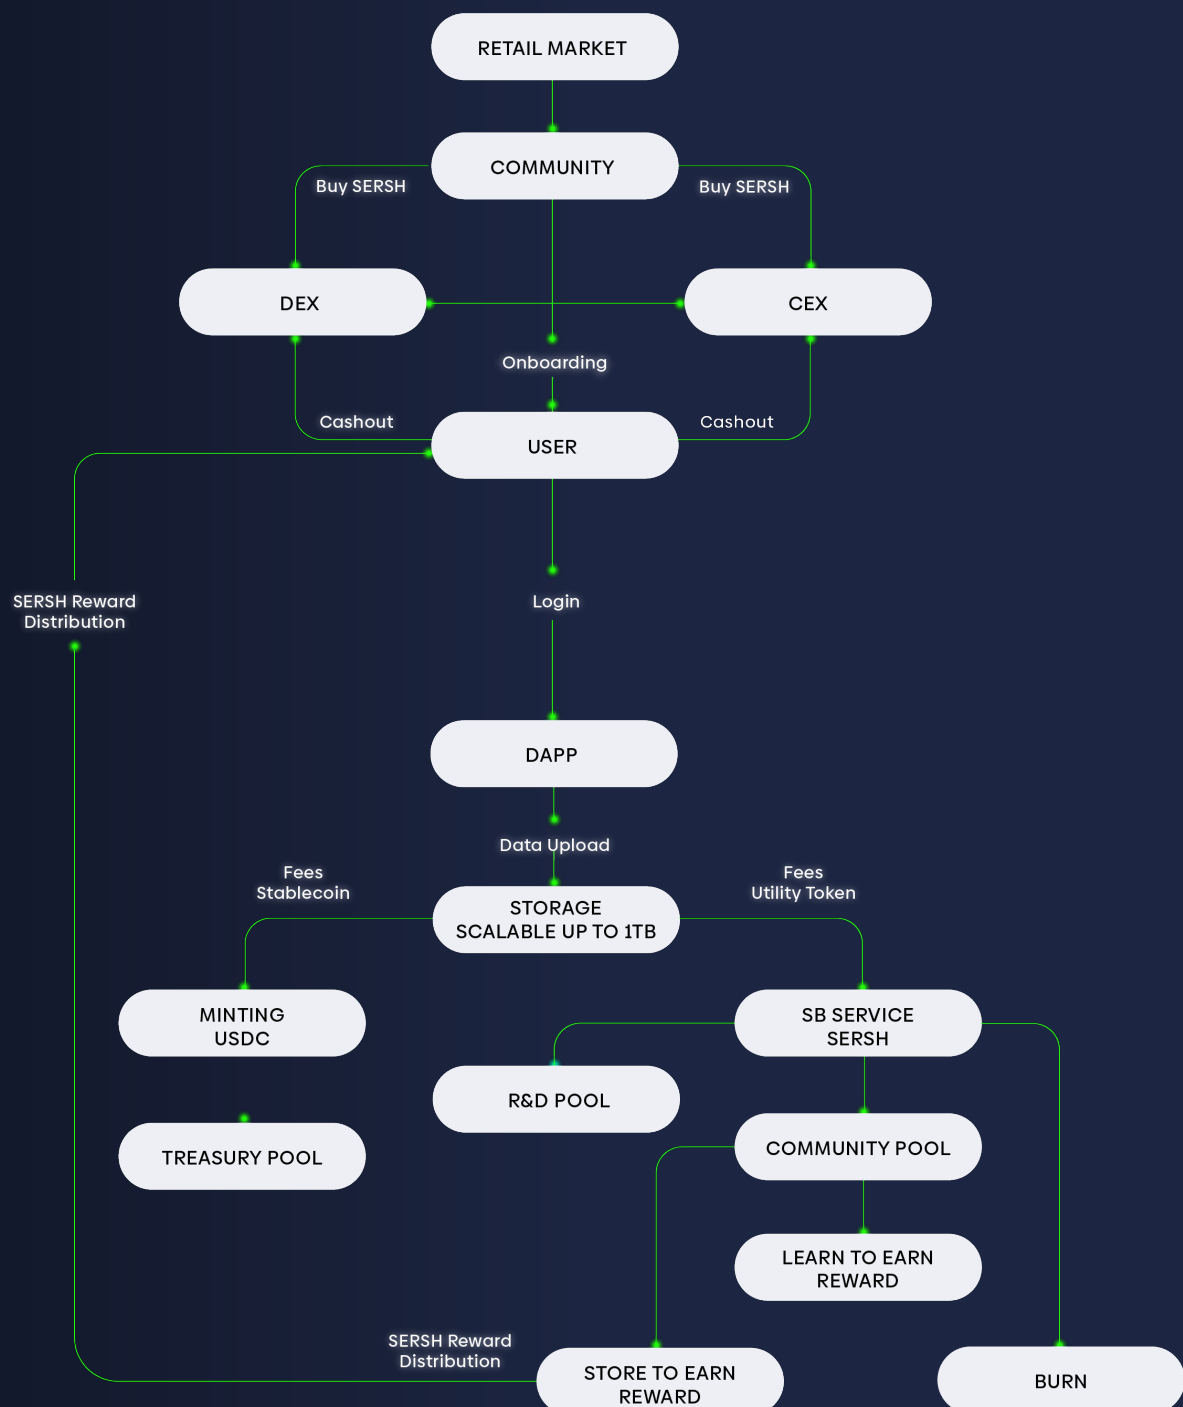 RETAIL MARKET
COMMUNITY
Buy SERSH
Buy SERSH
DEX
CEX
Onboarding
Cashout
Cashout
USER
SERSH Reward
Distribution
Login
DAPP
Data Upload
Fees
Stablecoin
Fees
Utility Token
STORAGE
SCALABLE UP TO 1TB
MINTING
USDC
SB SERVICE
SERSH
R&D POOL
COMMUNITY POOL
TREASURY POOL
LEARN TO EARN
REWARD
SERSH Reward
Distribution
STORE TO EARN
REWARD
BURN